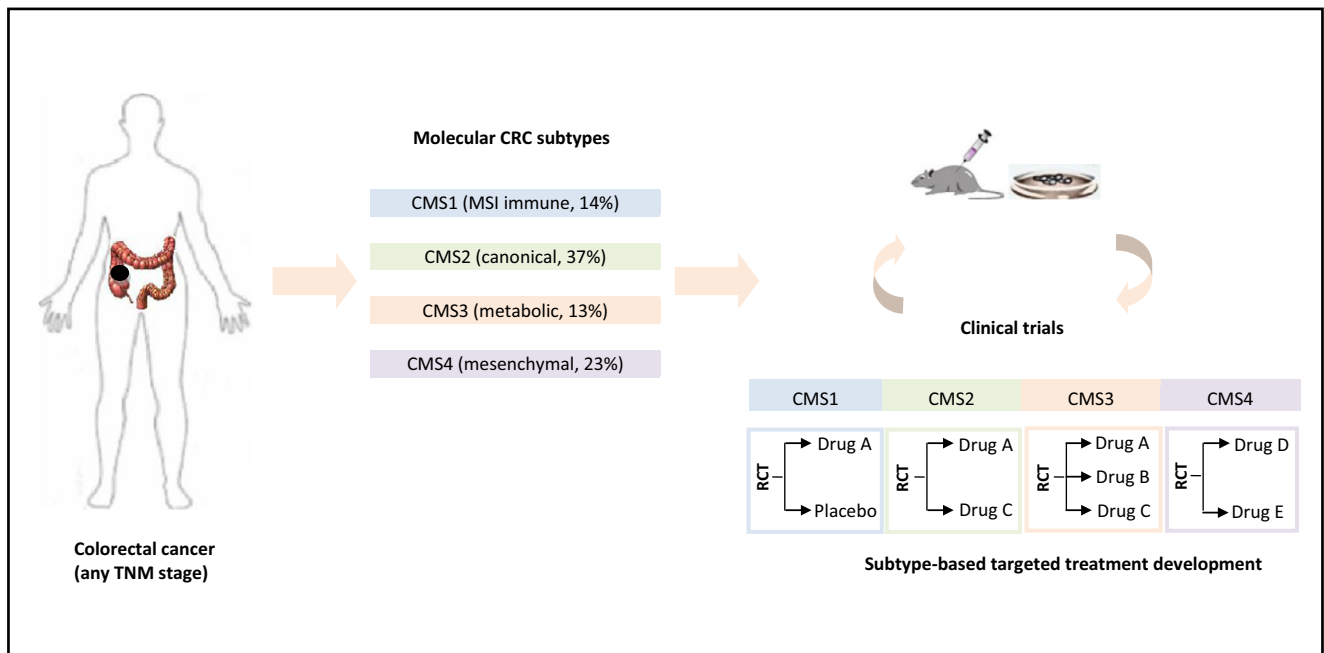 Molecular CRC subtypes
CMS1 (MSI immune, 14%)
CMS2 (canonical, 37%)
CMS3 (metabolic, 13%)
CMS4 (mesenchymal, 23%)
Colorectal cancer
(any TNM stage)
Clinical trials
CMS1 CMS2 CMS3 CMS4
RCT
Drug A
Placebo
RCT
Drug A
Drug C
RCT
Drug A
Drug B
Drug C
RCT
Drug D
Drug E
Subtype-based targeted treatment development